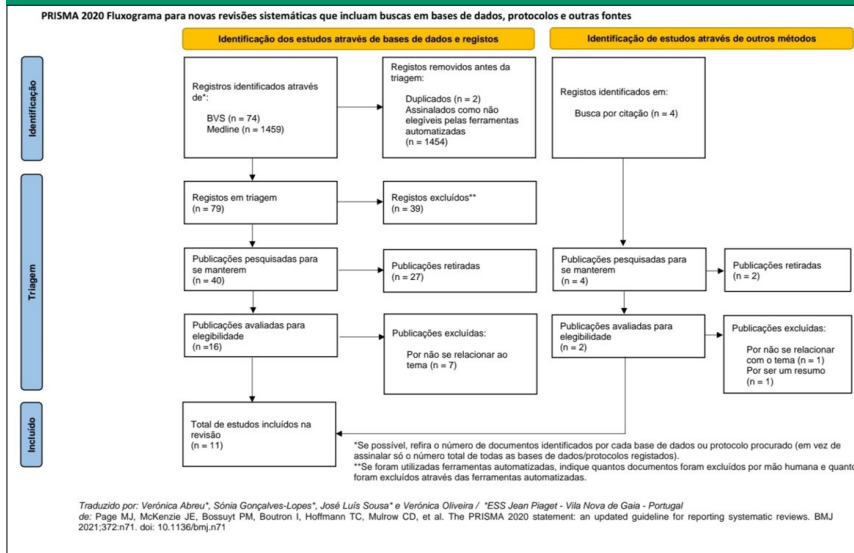 PRISMA 2020 Fluxograma para novas revisões sistemáticas que incluam buscas em bases de dados, protocolos e outras fontes
Identificação dos estudos através de bases de dados e registos
Identificação de estudos através de outros métodos
Identificação
Registros identificados através
de*:
BVS (n = 74)
Medline (n = 1459)
Registos removidos antes da
triagem:
Duplicados (n = 2)
Assinalados como não
elegíveis pelas ferramentas
automatizadas
(n = 1454)
Registos identificados em:
Busca por citação (n = 4)
Triagem
Registos em triagem
(n = 79)
Registos excluídos**
(n = 39)
Publicações pesquisadas para
se manterem
(n = 40)
Publicações retiradas
(n = 27)
Publicações pesquisadas para
se manterem
(n = 4)
Publicações retiradas
(n = 2)
Publicações avaliadas para
elegibilidade
(n =16)
Publicações excluídas:
Por não se relacionar ao
tema (n = 7)
Publicações avaliadas para
elegibilidade
(n = 2)
Publicações excluídas:
Por não se relacionar
com o tema (n = 1)
Por ser um resumo
(n = 1)
Incluído
Total de estudos incluídos na
revisão
(n = 11)
*Se possível, refira o número de documentos identificados por cada base de dados ou protocolo procurado (em vez de
assinalar só o número total de todas as bases de dados/protocolos registados).
**Se foram utilizadas ferramentas automatizadas, indique quantos documentos foram excluídos por mão humana e quanto
foram excluídos através das ferramentas automatizadas.
Traduzido por: Verónica Abreu*, Sónia Gonçalves-Lopes*, José Luís Sousa* e Verónica Oliveira / *ESS Jean Piaget - Vila Nova de Gaia - Portugal
de: Page MJ, McKenzie JE, Bossuyt PM, Boutron I, Hoffmann TC, Mulrow CD, et al. The PRISMA 2020 statement: an updated guideline for reporting systematic reviews. BMJ
2021;372:n71. doi: 10.1136/bmj.n71